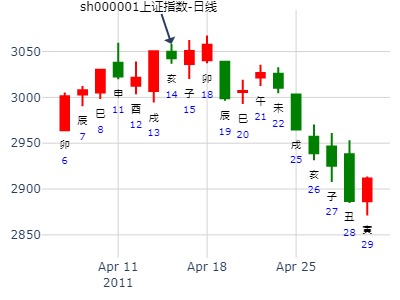 sh000001上证指数-日线
3050
3000
2950
2900
2850
卯
6
辰
7
巳
8
申
11
酉
12
戌
13
亥
14
子
15
卯
18
辰
19
巳
20
午
21
未
22
戌
25
亥
26
子
27
丑
28
寅
29
Apr 11
2011
Apr 18
Apr 25